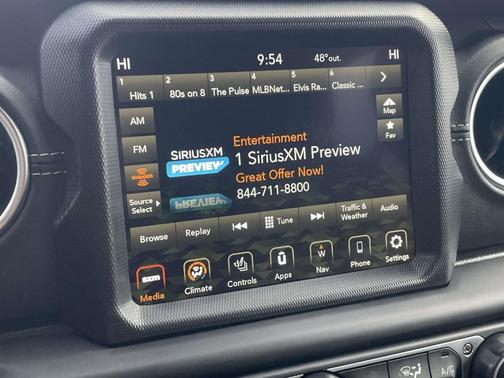 HI 9:54 48°out. HI
1 2 3 4 5 6
Hits 1 80s on 8 The Pulse MLBNet... Elvis Ra... Classic ...
AM
Map
FM
Fav
SIRIUSXM
PREVIEW
Entertainment
1 SiriusXM Preview
Great Offer Now!
844-711-8800
Source
Select
Browse Replay Tune Traffic &
Weather Audio
sxm
Media Climate Controls Apps W
Nav Phone Settings
A/C